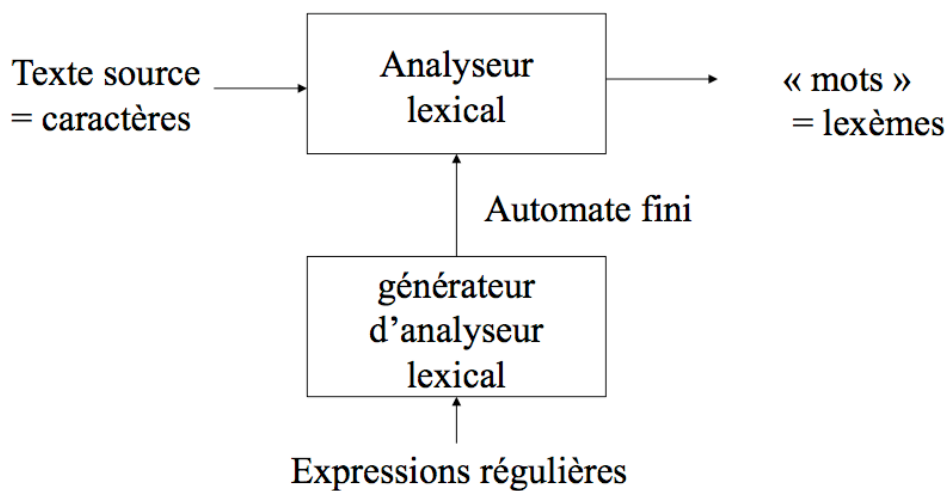 Texte source
= caractères
Analyseur
lexical
« mots »
= lexèmes
Automate fini
générateur
d’analyseur
lexical
Expressions régulières